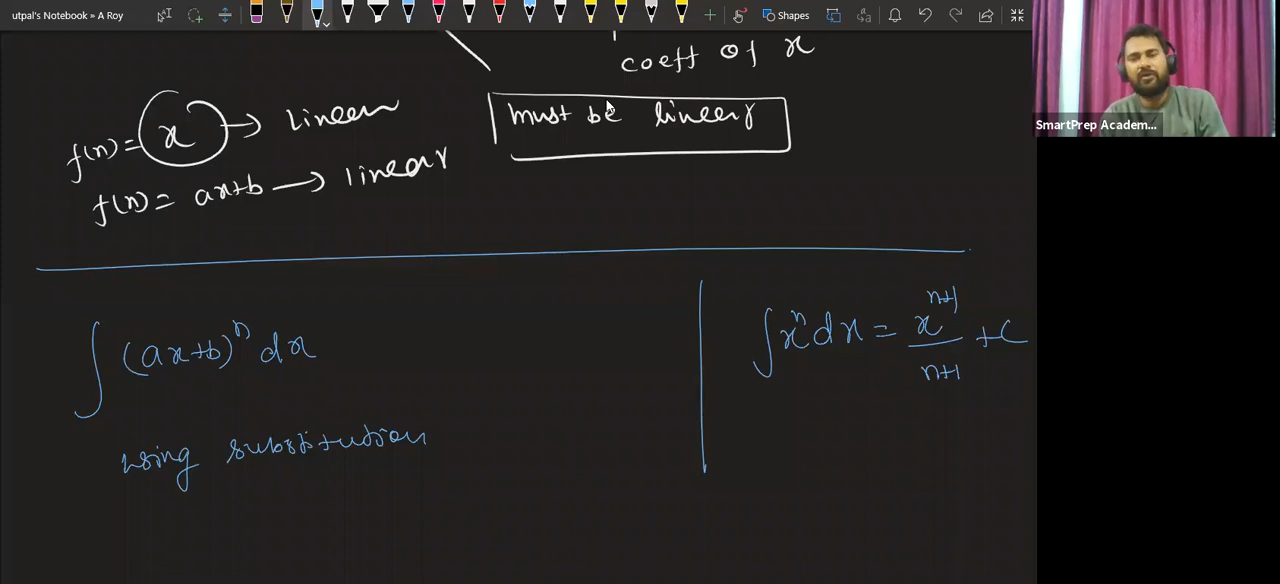 utpal's Notebook » A Roy
Shapes
SmartPrep Academ...
coeff of x
f(n) = x → Linear
must be linear
f(n) = ax+b → linear
∫(ax+b)ⁿ dx
∫xⁿ dx = xⁿ⁺¹/n+1 + C
using substitution